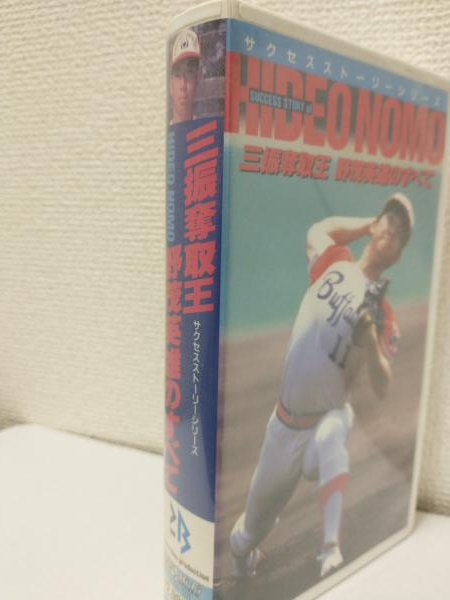 サクセスストーリーシリーズ
SUCCESS STORY of
HIDEO NOMO
三振奪取王 野茂英雄のすべて
Buffaloes
11
三振奪取王
HIDEO NOMO
野茂英雄のすべて
サクセスストーリーシリーズ